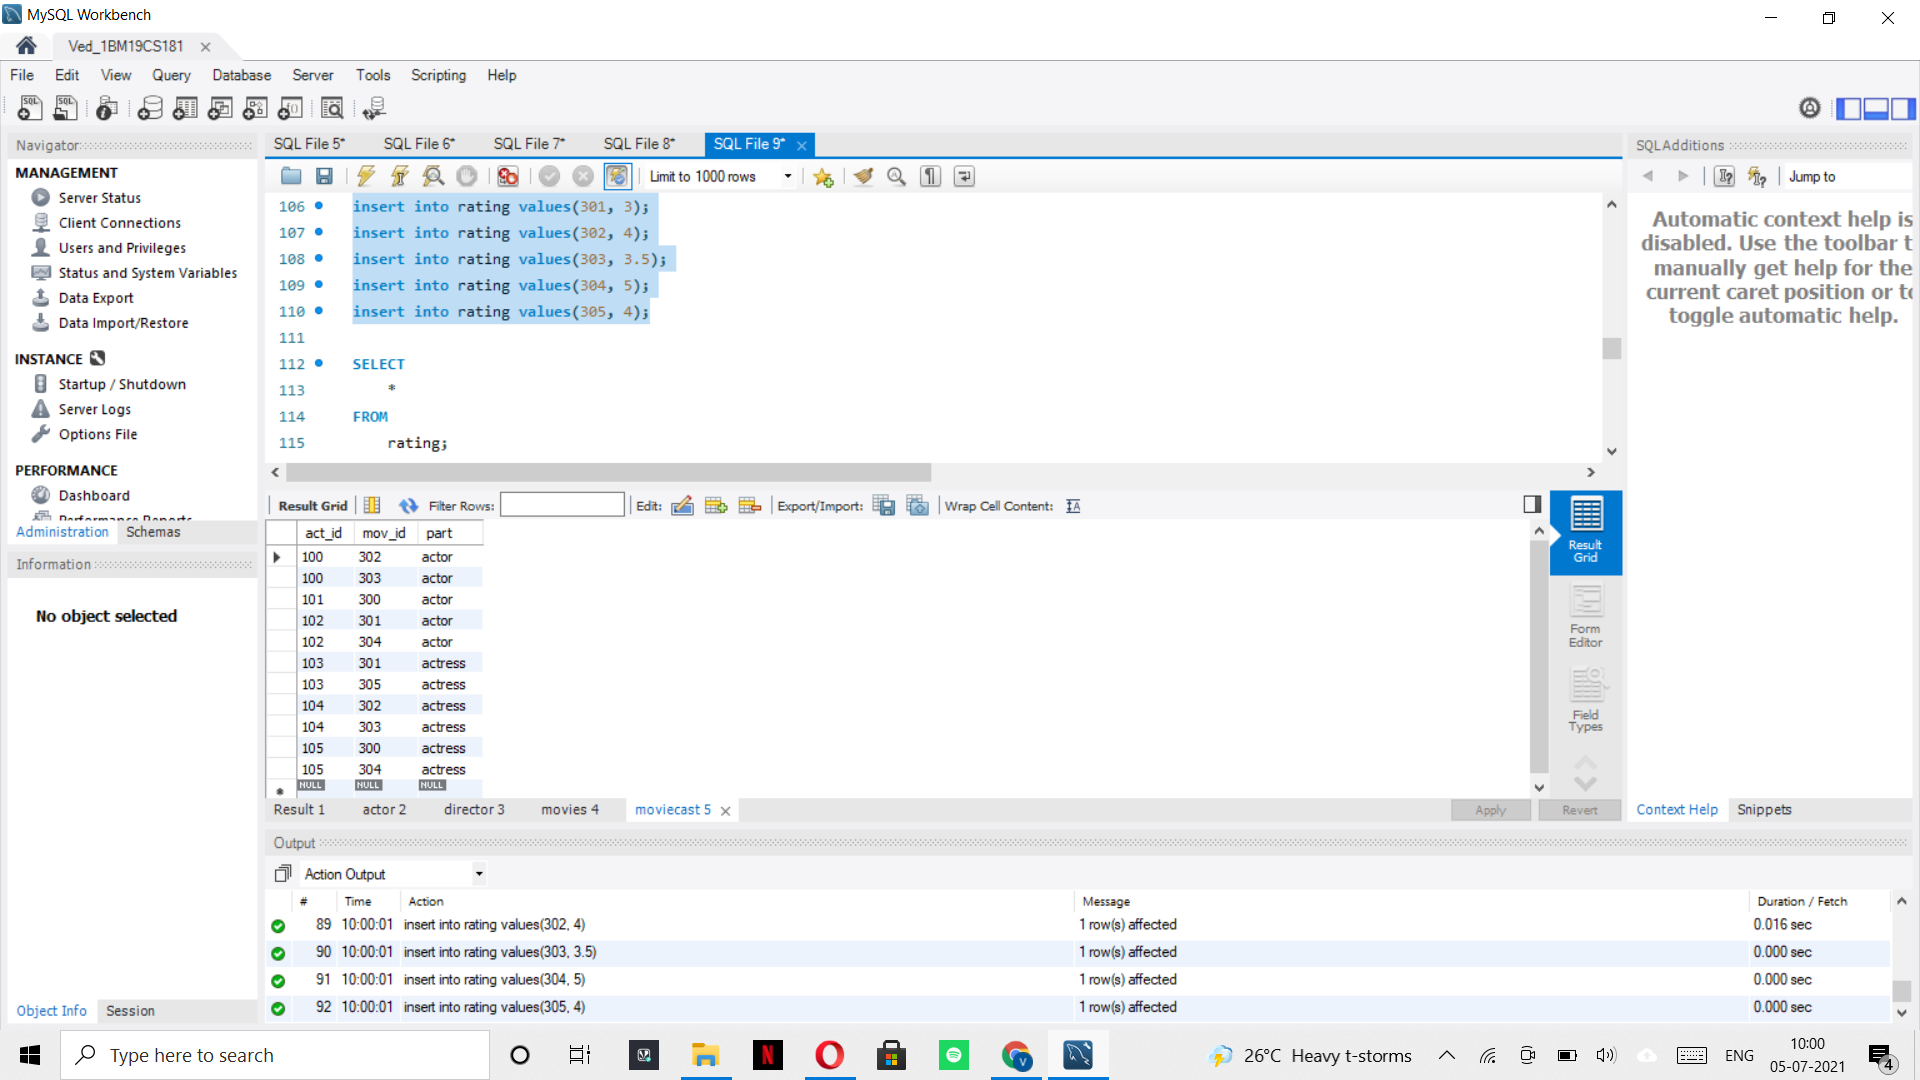 MySQL Workbench
Ved_1BM19CS181
File Edit View Query Database Server Tools Scripting Help
Navigator
MANAGEMENT
Server Status
Client Connections
Users and Privileges
Status and System Variables
Data Export
Data Import/Restore
INSTANCE
Startup / Shutdown
Server Logs
Options File
PERFORMANCE
Dashboard
Performance Reports
Administration Schemas
Information
No object selected
Object Info Session
SQL File 5* SQL File 6* SQL File 7* SQL File 8* SQL File 9*
Limit to 1000 rows
106 insert into rating values(301, 3);
107 insert into rating values(302, 4);
108 insert into rating values(303, 3.5);
109 insert into rating values(304, 5);
110 insert into rating values(305, 4);
111
112 SELECT
113 *
114 FROM
115 rating;
Result Grid Filter Rows: Edit: Export/Import: Wrap Cell Content:
act_id mov_id part
100 302 actor
100 303 actor
101 300 actor
102 301 actor
102 304 actor
103 301 actress
103 305 actress
104 302 actress
104 303 actress
105 300 actress
105 304 actress
NULL NULL NULL
Result
Grid
Form
Editor
Field
Types
Result 1 actor 2 director 3 movies 4 moviecast 5
Apply Revert
SQLAdditions
Jump to
Automatic context help is
disabled. Use the toolbar t
manually get help for the
current caret position or to
toggle automatic help.
Context Help Snippets
Output
Action Output
# Time Action Message Duration / Fetch
89 10:00:01 insert into rating values(302, 4) 1 row(s) affected 0.016 sec
90 10:00:01 insert into rating values(303, 3.5) 1 row(s) affected 0.000 sec
91 10:00:01 insert into rating values(304, 5) 1 row(s) affected 0.000 sec
92 10:00:01 insert into rating values(305, 4) 1 row(s) affected 0.000 sec
Type here to search
26°C Heavy t-storms
ENG
10:00
05-07-2021
4